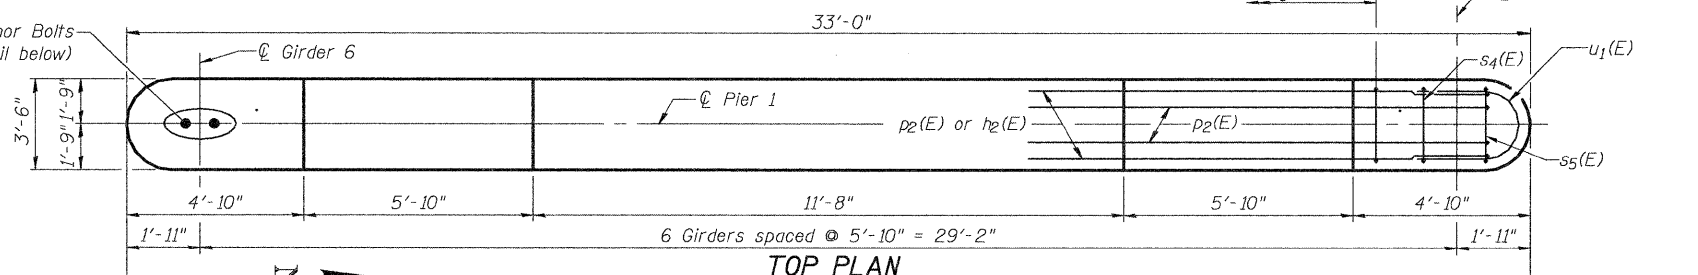 33'-0"
nor Bolts
il below)
℄ Girder 6
s4(E)
u1(E)
3'-6"
1'-9" 1'-9"
℄ Pier 1
p2(E) or h2(E)
p2(E)
s5(E)
4'-10" 5'-10" 11'-8" 5'-10" 4'-10"
1'-11" 6 Girders spaced @ 5'-10" = 29'-2" 1'-11"
TOP PLAN